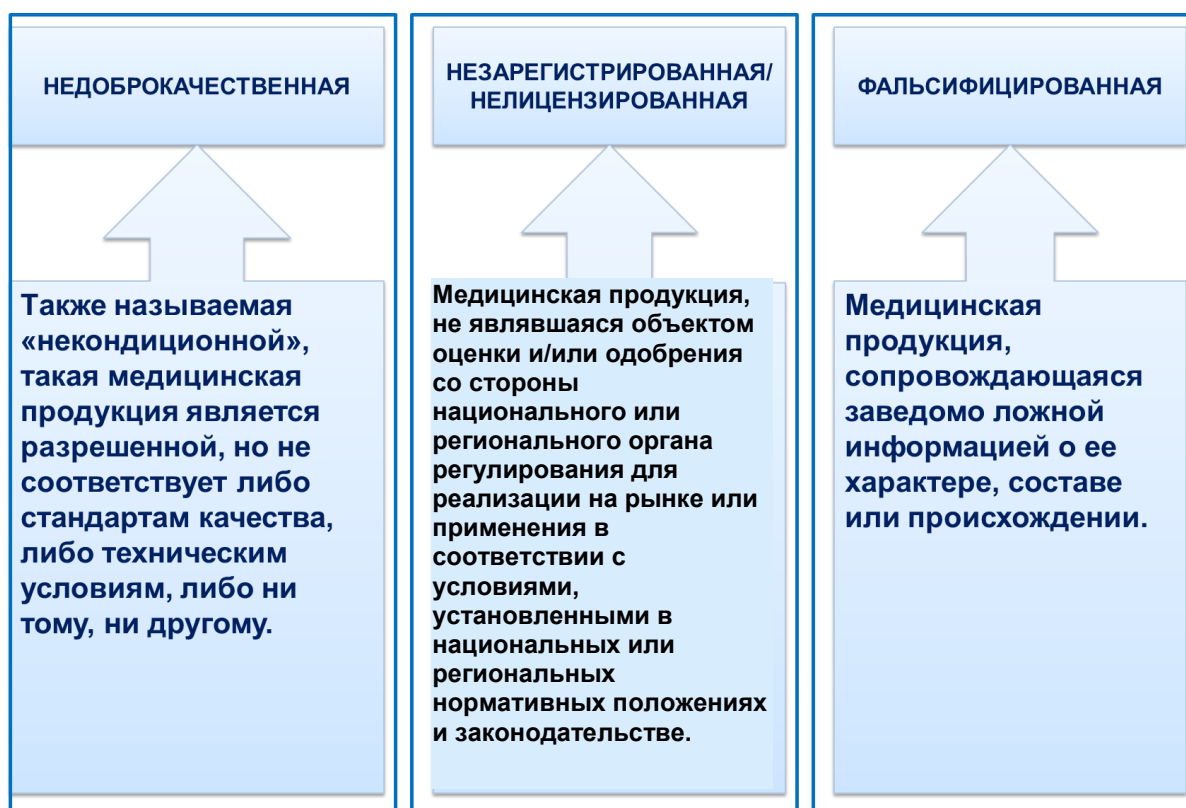 НЕДОБРОКАЧЕСТВЕННАЯ
Также называемая
«некондиционной»,
такая медицинская
продукция является
разрешенной, но не
соответствует либо
стандартам качества,
либо техническим
условиям, либо ни
тому, ни другому.
НЕЗАРЕГИСТРИРОВАННАЯ/
НЕЛИЦЕНЗИРОВАННАЯ
Медицинская продукция,
не являвшаяся объектом
оценки и/или одобрения
со стороны
национального или
регионального органа
регулирования для
реализации на рынке или
применения в
соответствии с
условиями,
установленными в
национальных или
региональных
нормативных положениях
и законодательстве.
ФАЛЬСИФИЦИРОВАННАЯ
Медицинская
продукция,
сопровождающаяся
заведомо ложной
информацией о ее
характере, составе
или происхождении.